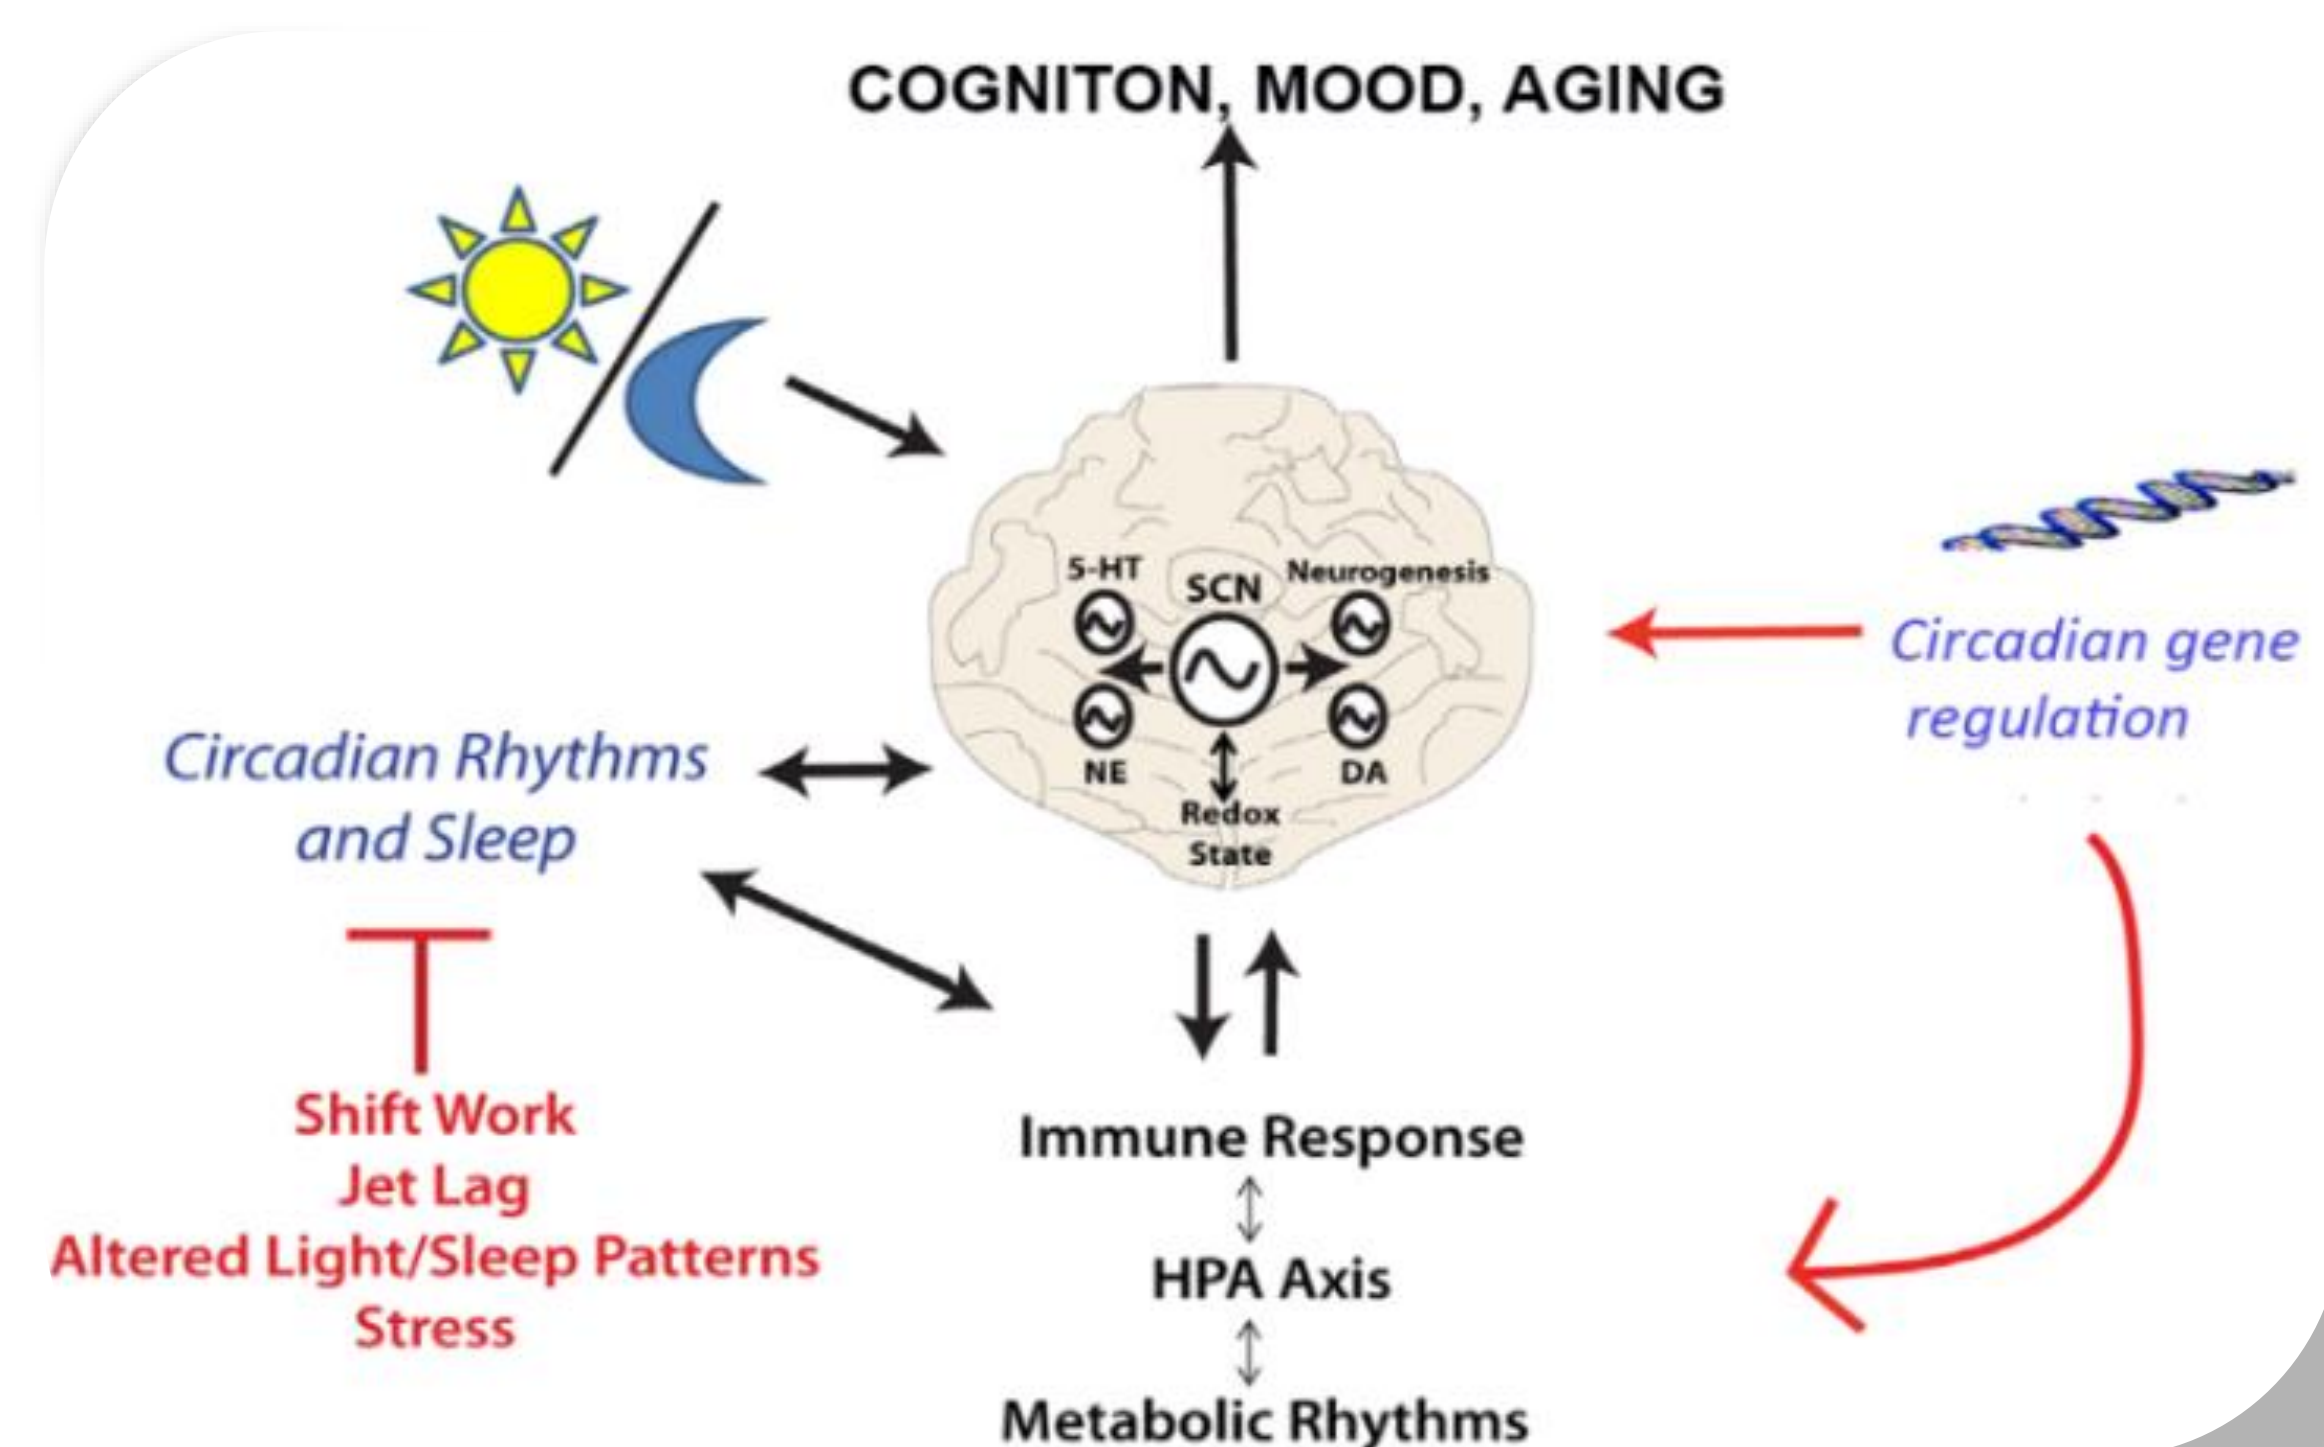 COGNITON, MOOD, AGING
5-HT
SCN
Neurogenesis
NE
DA
Redox
State
Circadian gene
regulation
Circadian Rhythms
and Sleep
Shift Work
Jet Lag
Altered Light/Sleep Patterns
Stress
Immune Response
HPA Axis
Metabolic Rhythms